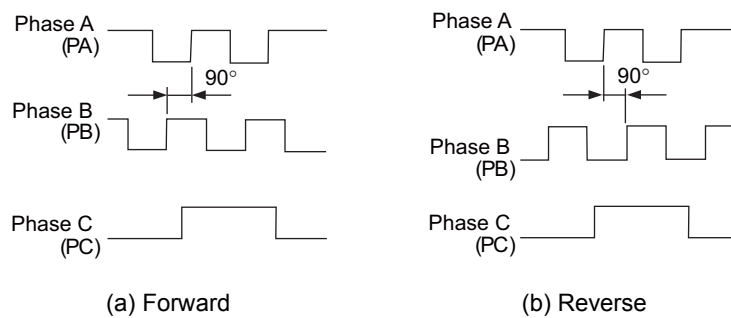 Phase A
(PA)
90°
Phase B
(PB)
Phase C
(PC)
(a) Forward
Phase A
(PA)
90°
Phase B
(PB)
Phase C
(PC)
(b) Reverse